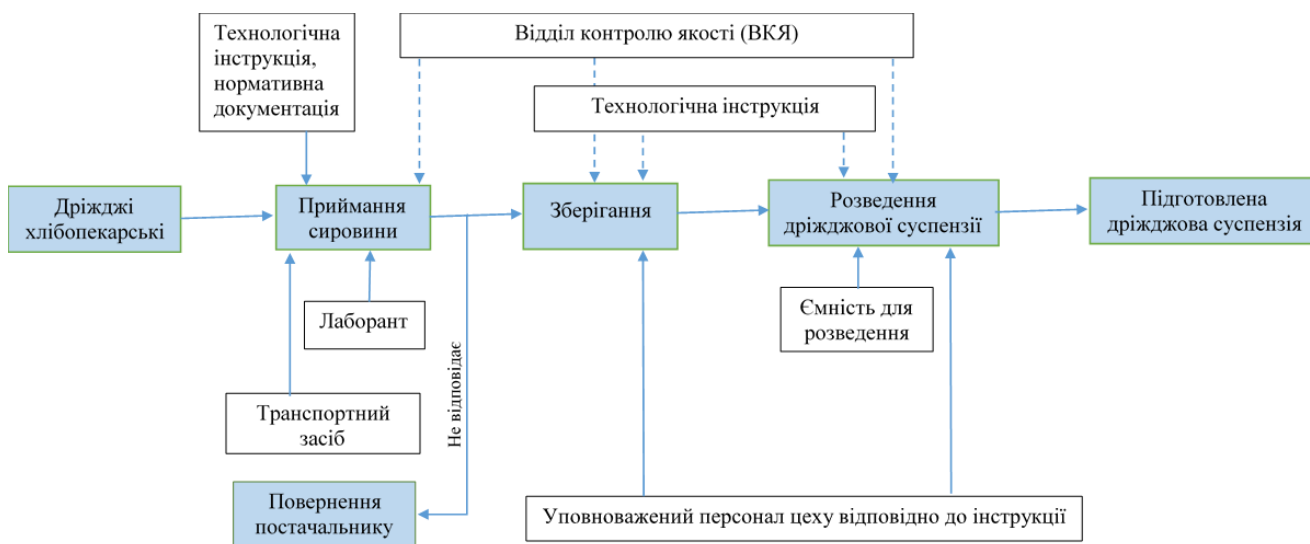 Технологічна
інструкція,
нормативна
документація
Відділ контролю якості (ВКЯ)
Технологічна інструкція
Дріжджі
хлібопекарські
Приймання
сировини
Зберігання
Розведення
дріжджової суспензії
Підготовлена
дріжджова суспензія
Лаборант
Ємність для
розведення
Не відповідає
Транспортний
засіб
Повернення
постачальнику
Уповноважений персонал цеху відповідно до інструкції